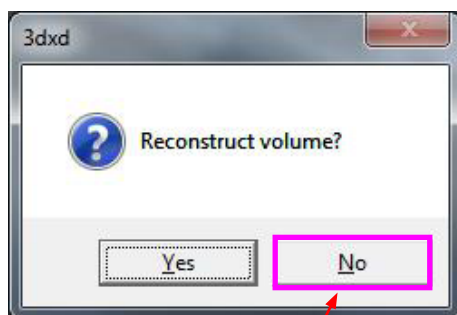 3dxd
Reconstruct volume?
Yes
No